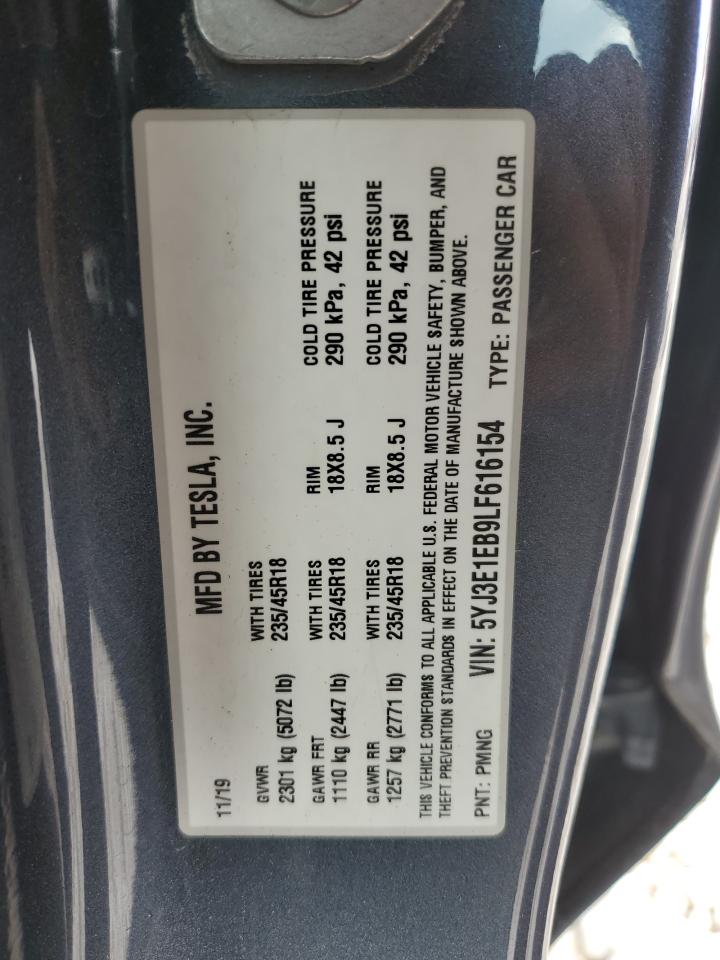 MFD BY TESLA, INC.
11/19
GVWR WITH TIRES
2301 kg (5072 lb) 235/45R18
GAWR FRT WITH TIRES RIM COLD TIRE PRESSURE
1110 kg (2447 lb) 235/45R18 18X8.5 J 290 kPa, 42 psi
GAWR RR WITH TIRES RIM COLD TIRE PRESSURE
1257 kg (2771 lb) 235/45R18 18X8.5 J 290 kPa, 42 psi
THIS VEHICLE CONFORMS TO ALL APPLICABLE U.S. FEDERAL MOTOR VEHICLE SAFETY, BUMPER, AND
THEFT PREVENTION STANDARDS IN EFFECT ON THE DATE OF MANUFACTURE SHOWN ABOVE.
PNT: PMNG VIN: 5YJ3E1EB9LF616154 TYPE: PASSENGER CAR